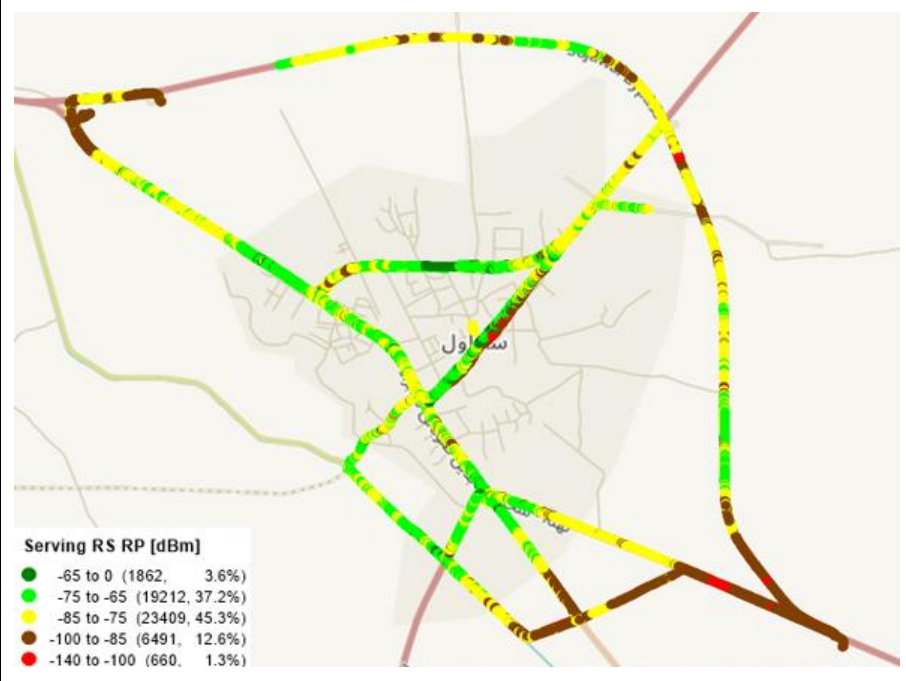 سجاول
Serving RS RP [dBm]
-65 to 0 (1862, 3.6%)
-75 to -65 (19212, 37.2%)
-85 to -75 (23409, 45.3%)
-100 to -85 (6491, 12.6%)
-140 to -100 (660, 1.3%)